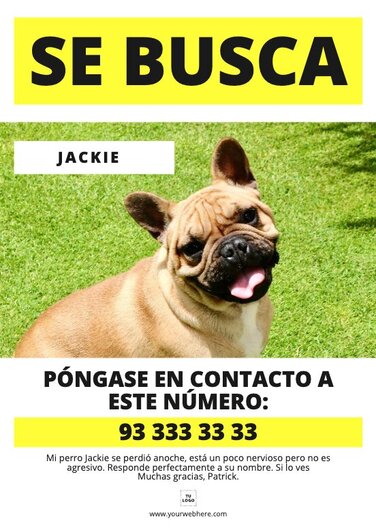 SE BUSCA
JACKIE
PÓNGASE EN CONTACTO A
ESTE NÚMERO:
93 333 33 33
Mi perro Jackie se perdió anoche, está un poco nervioso pero no es
agresivo. Responde perfectamente a su nombre. Si lo ves
Muchas gracias, Patrick.
TU
LOGO
www.yourwebhere.com